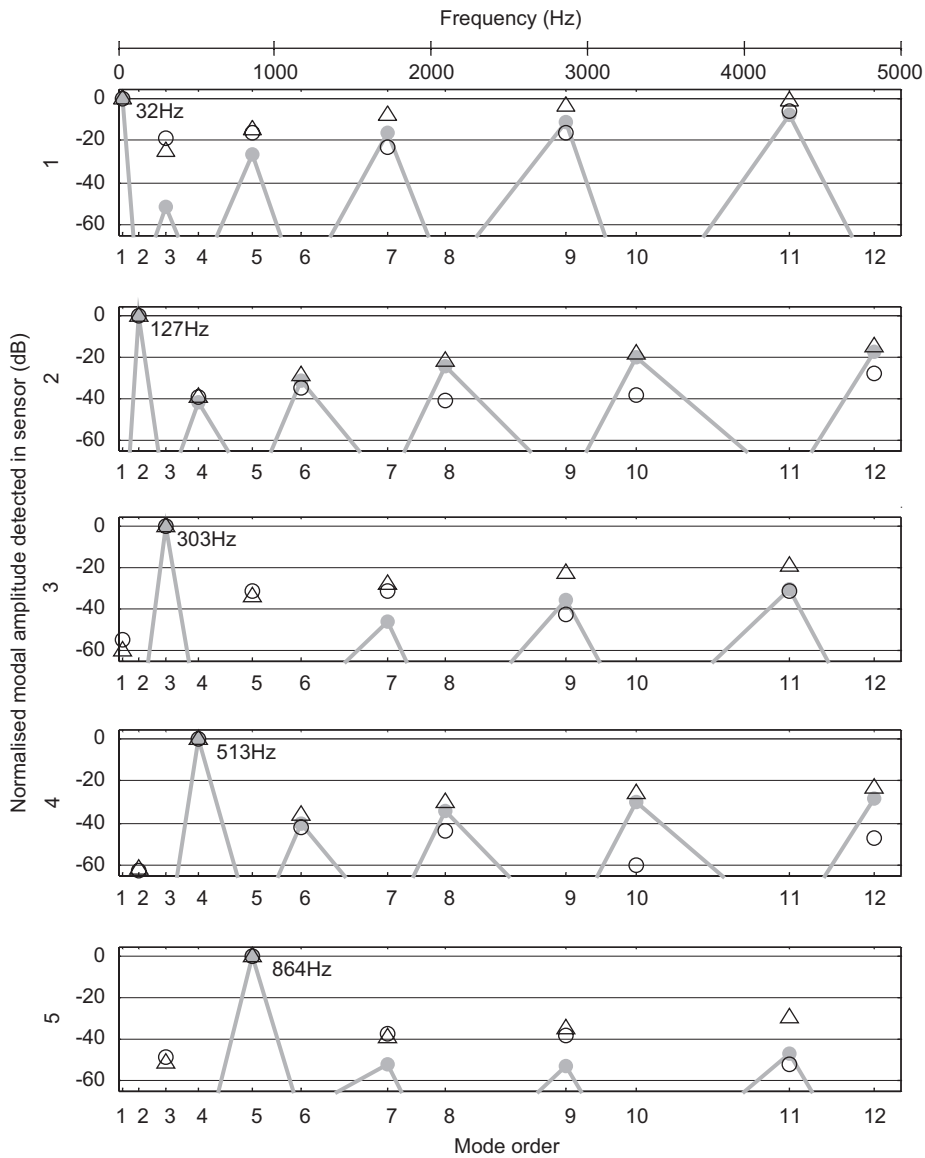 Frequency (Hz)
0 1000 2000 3000 4000 5000
Normalised modal amplitude detected in sensor (dB)
1
0
-20
-40
-60
32Hz
1 2 3 4 5 6 7 8 9 10 11 12
2
0
-20
-40
-60
127Hz
1 2 3 4 5 6 7 8 9 10 11 12
3
0
-20
-40
-60
303Hz
1 2 3 4 5 6 7 8 9 10 11 12
4
0
-20
-40
-60
513Hz
1 2 3 4 5 6 7 8 9 10 11 12
5
0
-20
-40
-60
864Hz
1 2 3 4 5 6 7 8 9 10 11 12
Mode order